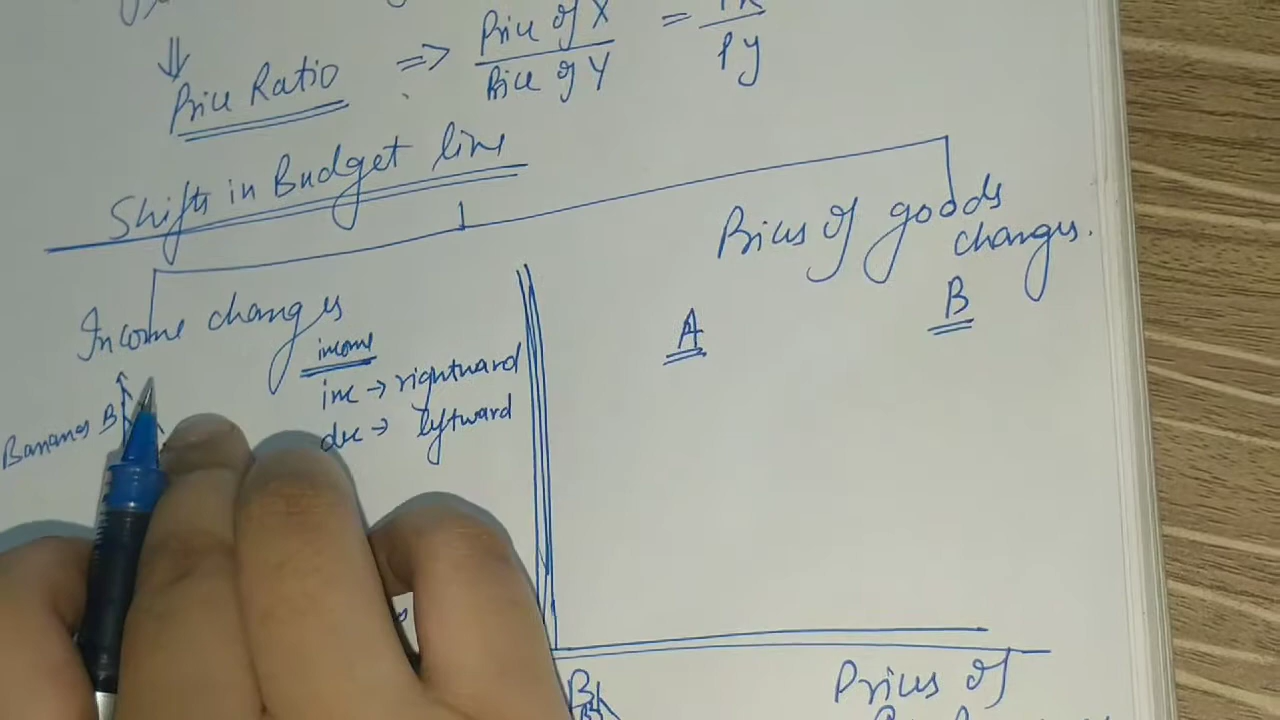 Price Ratio => Price of X / Price of Y = / Py
Shifts in Budget line
Income changes
Prices of goods changes.
A
B
income
inc → rightward
dec → leftward
Bananas B
B
Prices of